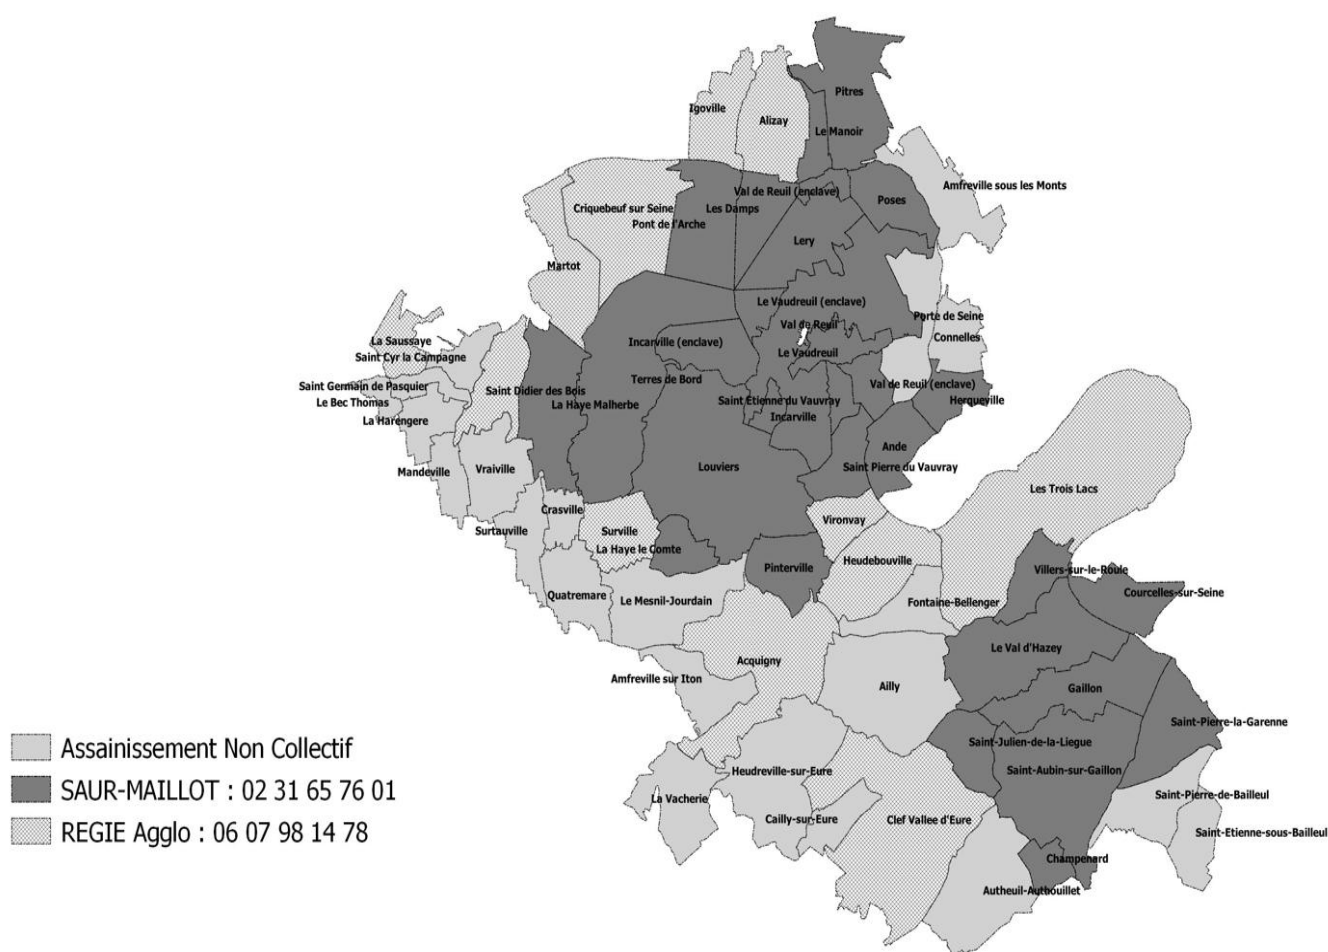 Pitres
Igoville
Alizay
Le Manoir
Amfreville sous les Monts
Val de Reuil (enclave)
Criquebeuf sur Seine
Les Damps
Poses
Pont de l'Arche
Lery
Martot
Le Vaudreuil (enclave)
Porte de Seine
Val de Reuil
Connelles
La Saussaye
Incarville (enclave)
Le Vaudreuil
Saint Cyr la Campagne
Terres de Bord
Saint Germain de Pasquier
Saint Didier des Bois
Val de Reuil (enclave)
Le Bec Thomas
La Haye Malherbe
Saint Etienne du Vauvray
Herqueville
La Harengere
Incarville
Ande
Mandeville
Vraiville
Louviers
Saint Pierre du Vauvray
Les Trois Lacs
Crasville
Vironvay
Surtauville
Surville
La Haye le Comte
Heudebouville
Pinterville
Villers-sur-le-Roule
Courcelles-sur-Seine
Quatremare
Le Mesnil-Jourdain
Fontaine-Bellenger
Le Val d'Hazey
Acquigny
Amfreville sur Iton
Ailly
Gaillon
Saint-Pierre-la-Garenne
Saint-Julien-de-la-Liegue
Heudreville-sur-Eure
Saint-Aubin-sur-Gaillon
La Vacherie
Saint-Pierre-de-Bailleul
Cailly-sur-Eure
Clef Vallee d'Eure
Saint-Etienne-sous-Bailleul
Champenard
Autheuil-Authouillet
Assainissement Non Collectif
SAUR-MAILLOT : 02 31 65 76 01
REGIE Agglo : 06 07 98 14 78